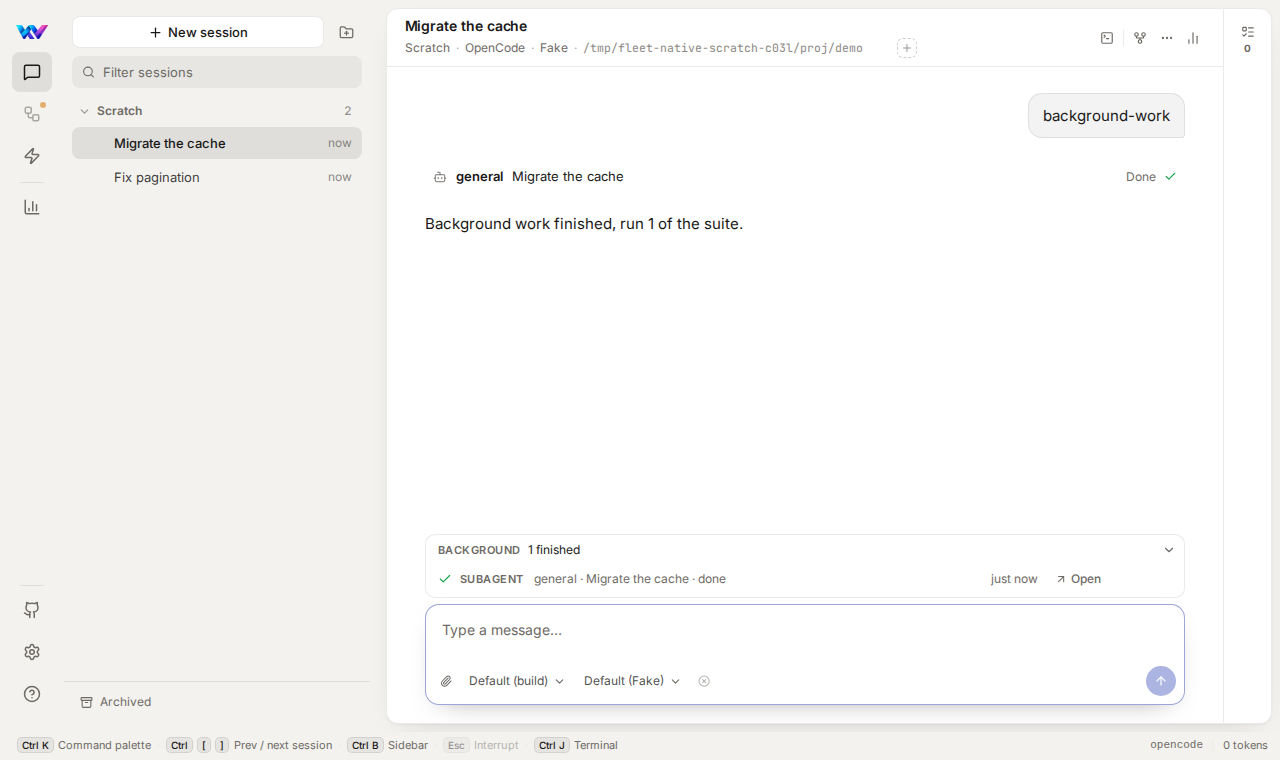 New session
Filter sessions
Scratch 2
Migrate the cache now
Fix pagination now
Archived
Migrate the cache
Scratch · OpenCode · Fake · /tmp/fleet-native-scratch-c03l/proj/demo
0
background-work
general Migrate the cache Done
Background work finished, run 1 of the suite.
BACKGROUND 1 finished
SUBAGENT general · Migrate the cache · done just now Open
Type a message...
Default (build) Default (Fake)
Ctrl K Command palette Ctrl [ ] Prev / next session Ctrl B Sidebar Esc Interrupt Ctrl J Terminal opencode 0 tokens